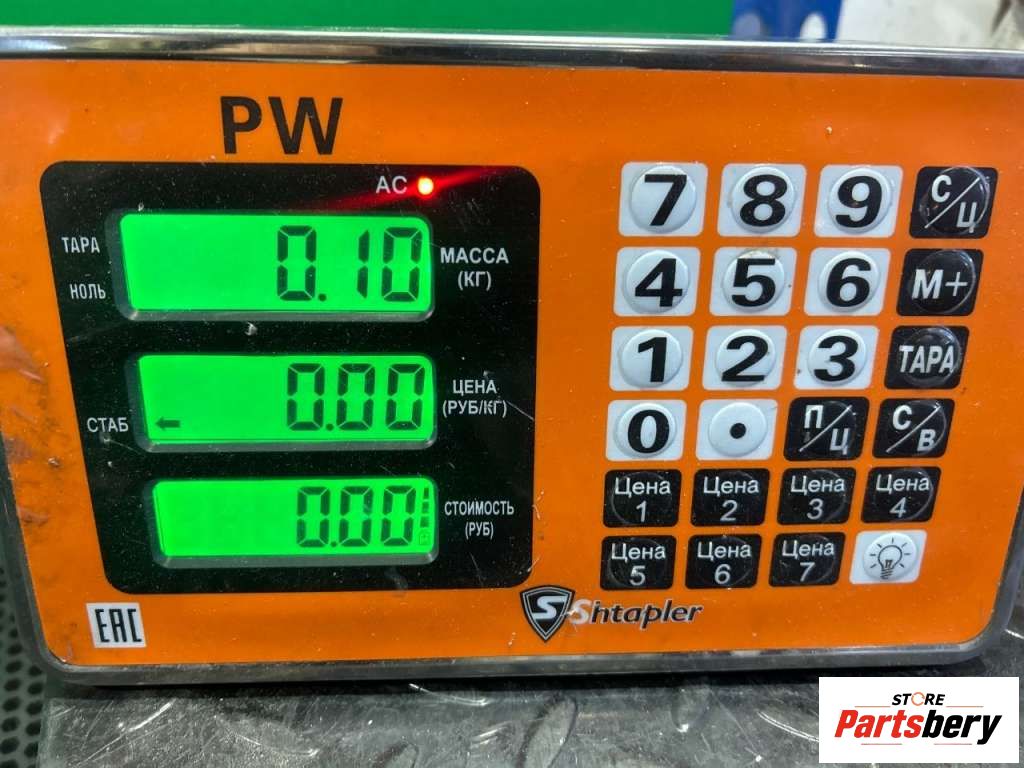 PW
AC
ТАРА
НОЛЬ
0.10
МАССА
(КГ)
СТАБ
0.00
ЦЕНА
(РУБ/КГ)
0.00
СТОИМОСТЬ
(РУБ)
7 8 9 С/Ц
4 5 6 М+
1 2 3 ТАРА
0 . П/Ц С/В
Цена 1
Цена 2
Цена 3
Цена 4
Цена 5
Цена 6
Цена 7
EAC
S Shtapler
STORE
Partsbery